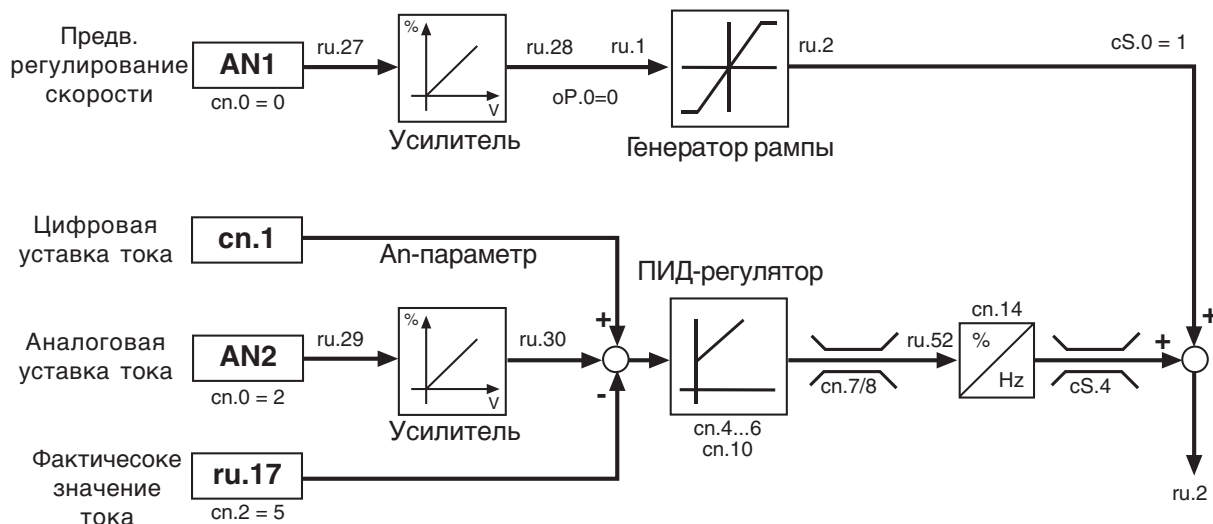 Предв.
регулирование
скорости
AN1
cn.0 = 0
ru.27
%
V
Усилитель
ru.28
ru.1
oP.0=0
Генератор рампы
ru.2
cS.0 = 1
Цифровая
уставка тока
cn.1
An-параметр
ПИД-регулятор
Аналоговая
уставка тока
AN2
cn.0 = 2
ru.29
%
V
Усилитель
ru.30
+
-
cn.4...6
cn.10
cn.7/8
ru.52
cn.14
%
Hz
cS.4
+
+
ru.2
Фактичесоке
значение
тока
ru.17
cn.2 = 5